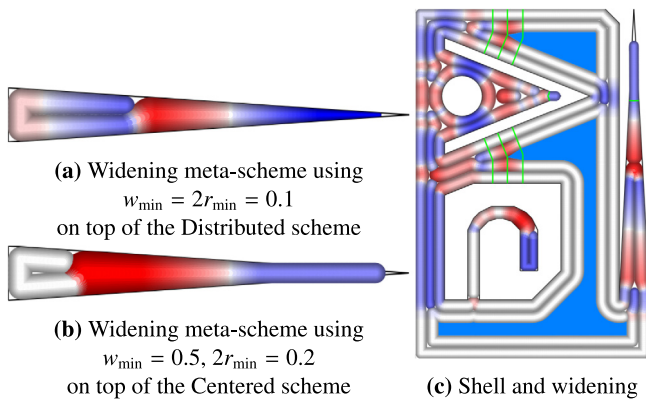 (a) Widening meta-scheme using
w_min = 2r_min = 0.1
on top of the Distributed scheme
(b) Widening meta-scheme using
w_min = 0.5, 2r_min = 0.2
on top of the Centered scheme
(c) Shell and widening